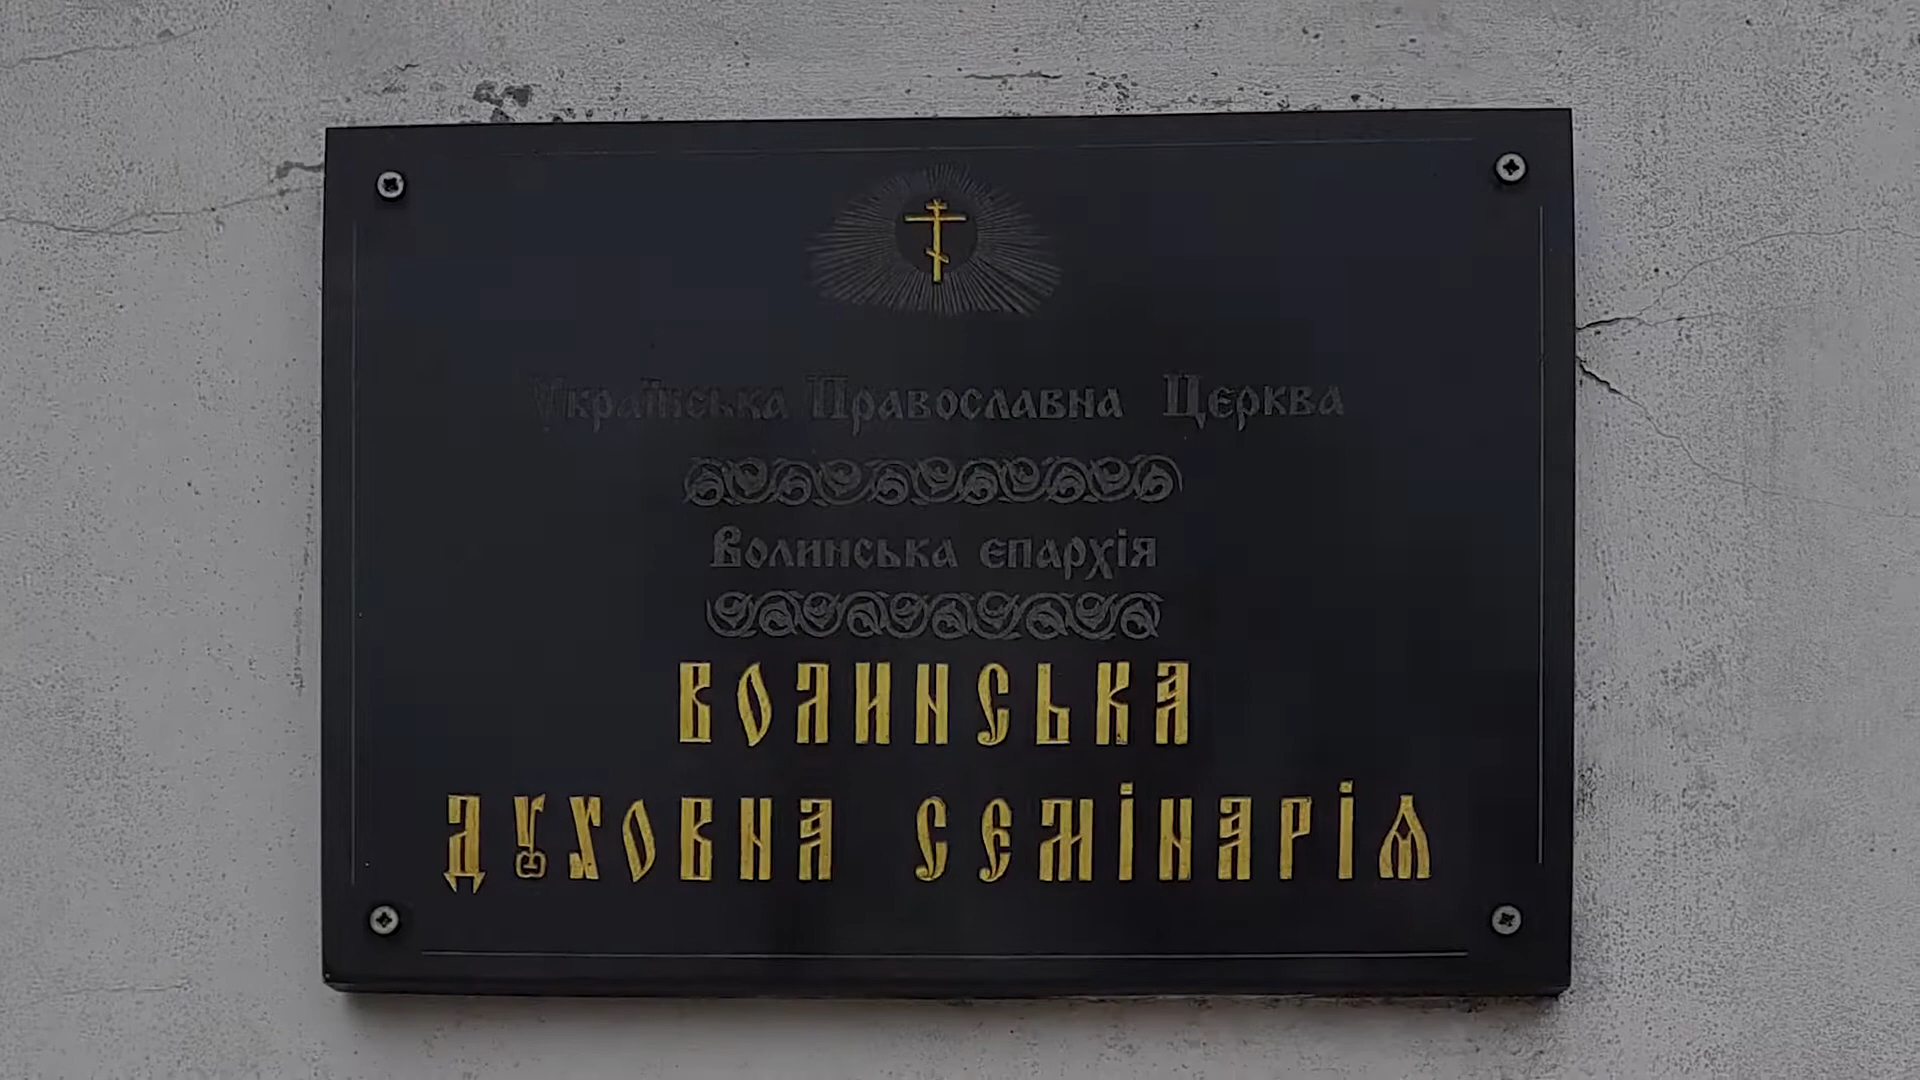 Українська Православна Церква
Волинська єпархія
ВОЛИНСЬКА
ДУХОВНА СЕМІНАРІЯ